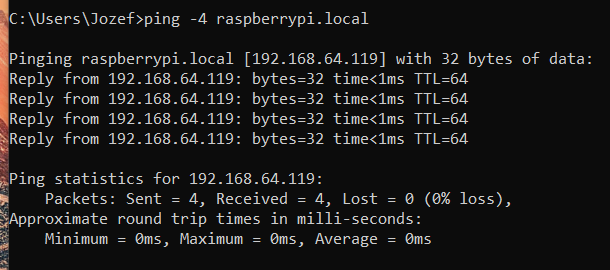 C:\Users\Jozef>ping -4 raspberrypi.local
Pinging raspberrypi.local [192.168.64.119] with 32 bytes of data:
Reply from 192.168.64.119: bytes=32 time<1ms TTL=64
Reply from 192.168.64.119: bytes=32 time<1ms TTL=64
Reply from 192.168.64.119: bytes=32 time<1ms TTL=64
Reply from 192.168.64.119: bytes=32 time<1ms TTL=64
Ping statistics for 192.168.64.119:
    Packets: Sent = 4, Received = 4, Lost = 0 (0% loss),
Approximate round trip times in milli-seconds:
    Minimum = 0ms, Maximum = 0ms, Average = 0ms